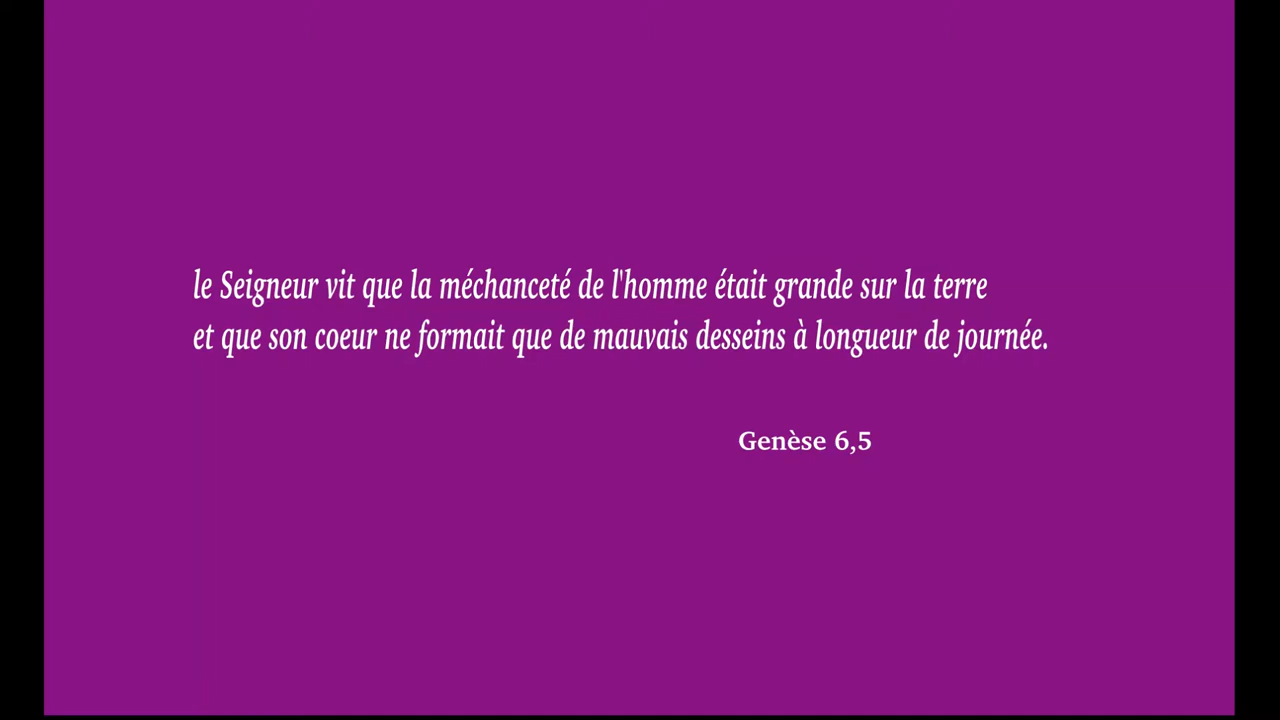 le Seigneur vit que la méchanceté de l'homme était grande sur la terre
et que son coeur ne formait que de mauvais desseins à longueur de journée.
Genèse 6,5